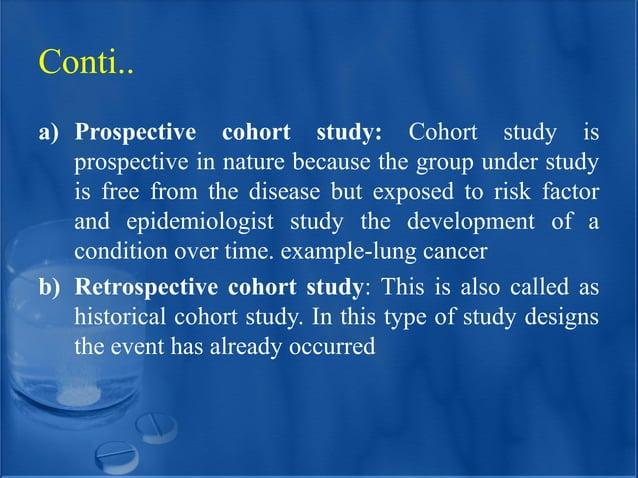 Conti..
a) Prospective cohort study: Cohort study is
prospective in nature because the group under study
is free from the disease but exposed to risk factor
and epidemiologist study the development of a
condition over time. example-lung cancer
b) Retrospective cohort study: This is also called as
historical cohort study. In this type of study designs
the event has already occurred